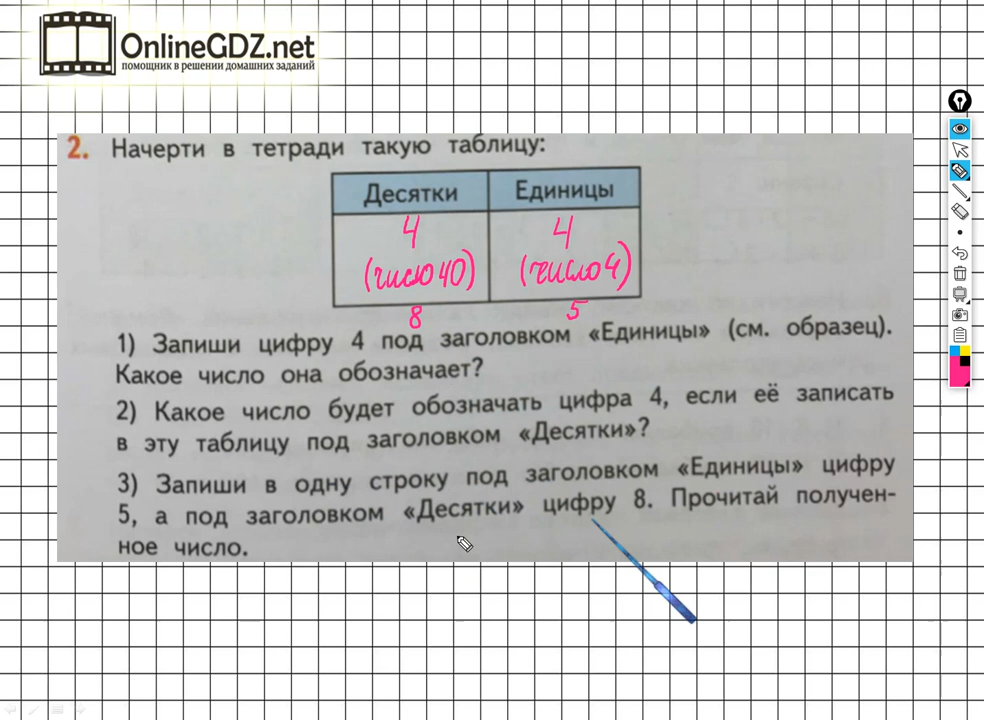 OnlineGDZ.net
помощник в решении домашних заданий
2. Начерти в тетради такую таблицу:
Десятки Единицы
4 4
(число 40) (число 4)
8 5
1) Запиши цифру 4 под заголовком «Единицы» (см. образец).
Какое число она обозначает?
2) Какое число будет обозначать цифра 4, если её записать
в эту таблицу под заголовком «Десятки»?
3) Запиши в одну строку под заголовком «Единицы» цифру
5, а под заголовком «Десятки» цифру 8. Прочитай получен-
ное число.